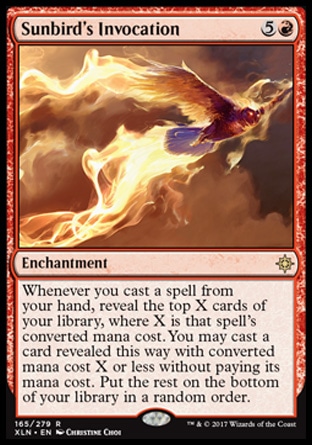 Sunbird's Invocation 5
Enchantment
Whenever you cast a spell from
your hand, reveal the top X cards of
your library, where X is that spell's
converted mana cost. You may cast a
card revealed this way with converted
mana cost X or less without paying its
mana cost. Put the rest on the bottom
of your library in a random order.
165/279 R
XLN • EN CHRISTINE CHOI ™ & © 2017 Wizards of the Coast